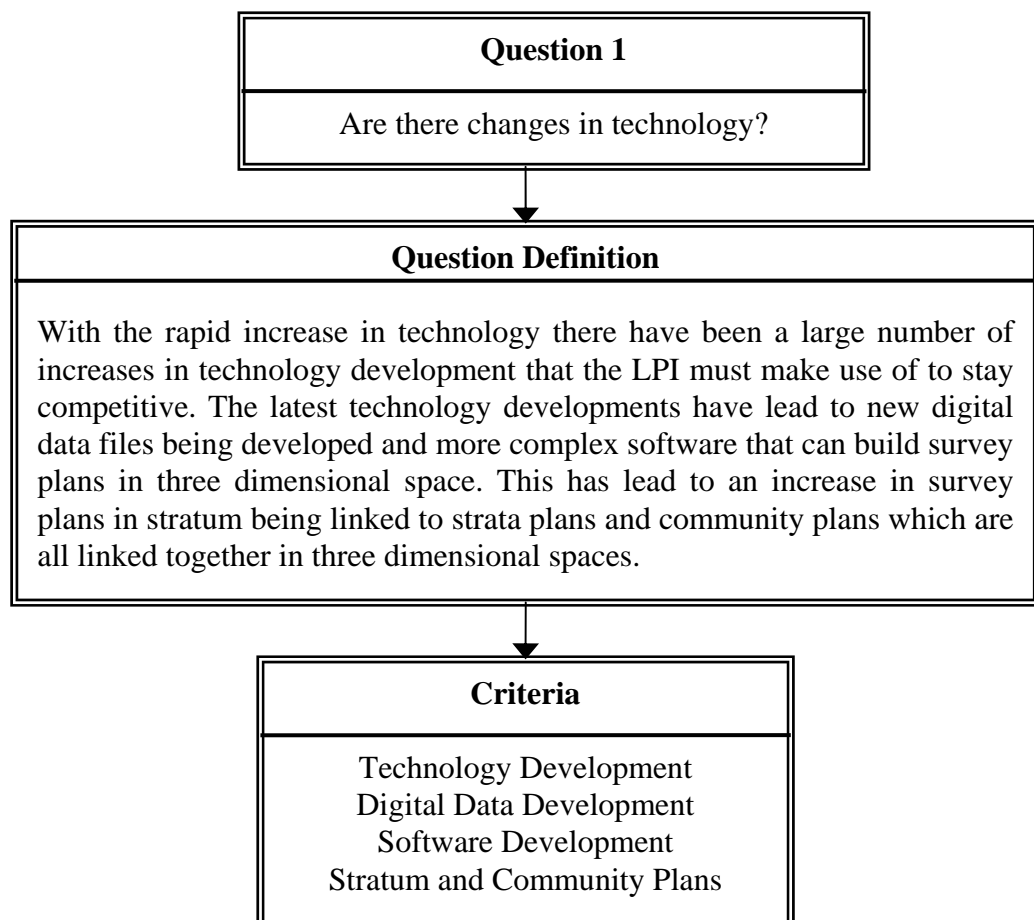 Question 1
Are there changes in technology?
Question Definition
With the rapid increase in technology there have been a large number of
increases in technology development that the LPI must make use of to stay
competitive. The latest technology developments have lead to new digital
data files being developed and more complex software that can build survey
plans in three dimensional space. This has lead to an increase in survey
plans in stratum being linked to strata plans and community plans which are
all linked together in three dimensional spaces.
Criteria
Technology Development
Digital Data Development
Software Development
Stratum and Community Plans